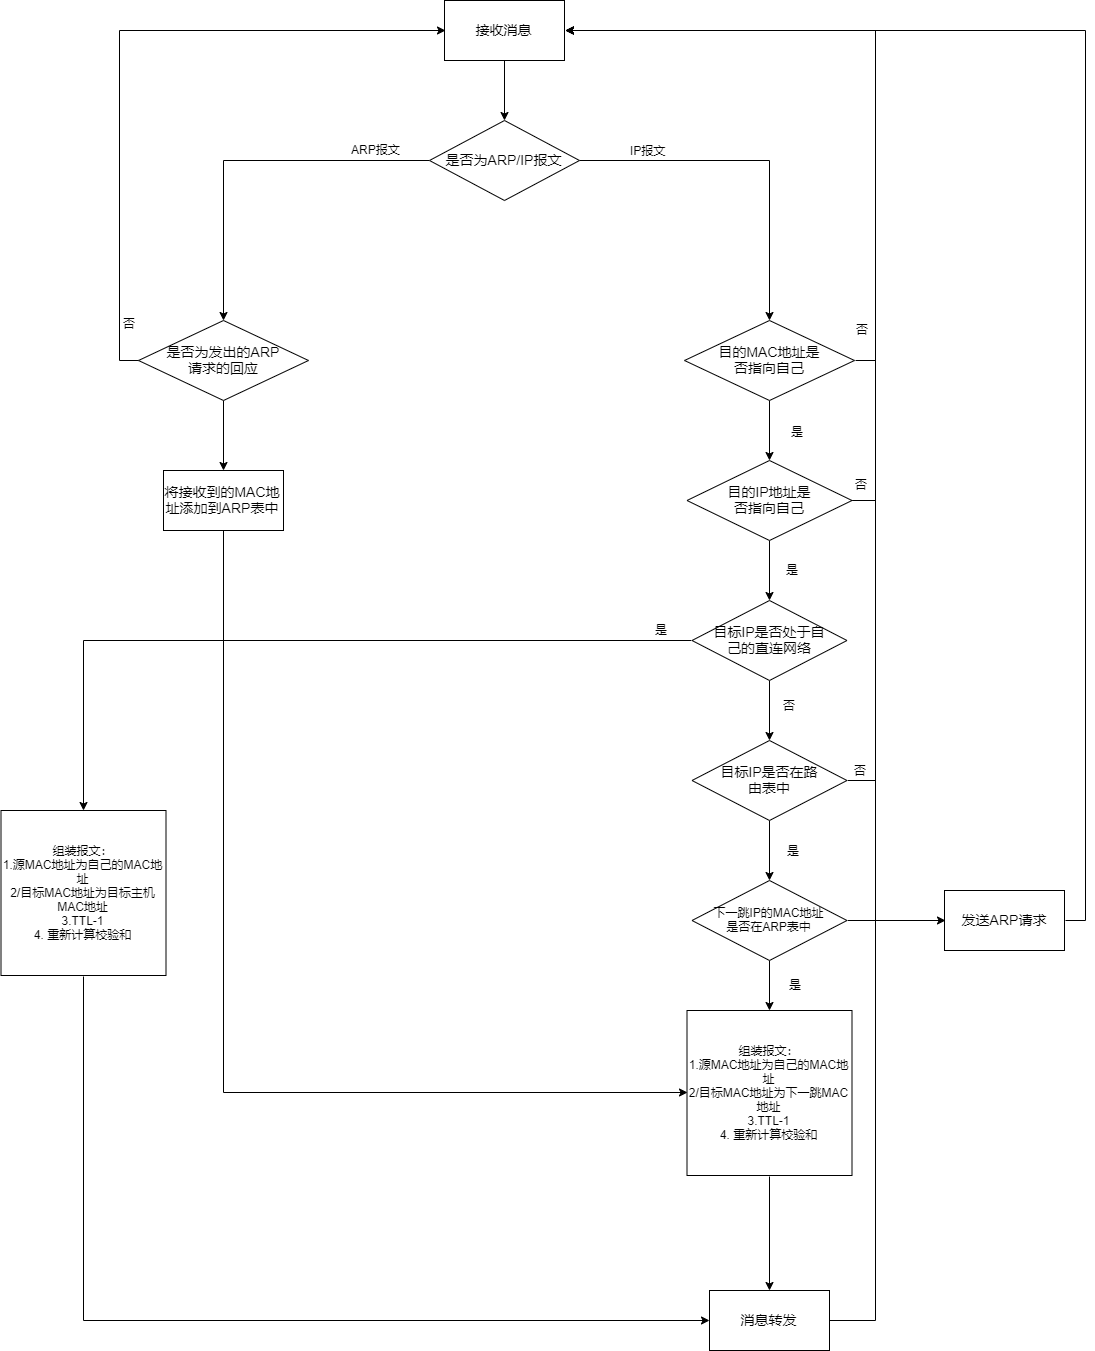 接收消息
ARP报文
是否为ARP/IP报文
IP报文
否
是否为发出的ARP
请求的回应
目的MAC地址是
否指向自己
否
是
将接收到的MAC地
址添加到ARP表中
目的IP地址是
否指向自己
否
是
是
目标IP是否处于自
己的直连网络
否
目标IP是否在路
由表中
否
是
组装报文:
1.源MAC地址为自己的MAC地
址
2/目标MAC地址为目标主机
MAC地址
3.TTL-1
4. 重新计算校验和
下一跳IP的MAC地址
是否在ARP表中
发送ARP请求
是
组装报文:
1.源MAC地址为自己的MAC地
址
2/目标MAC地址为下一跳MAC
地址
3.TTL-1
4. 重新计算校验和
消息转发